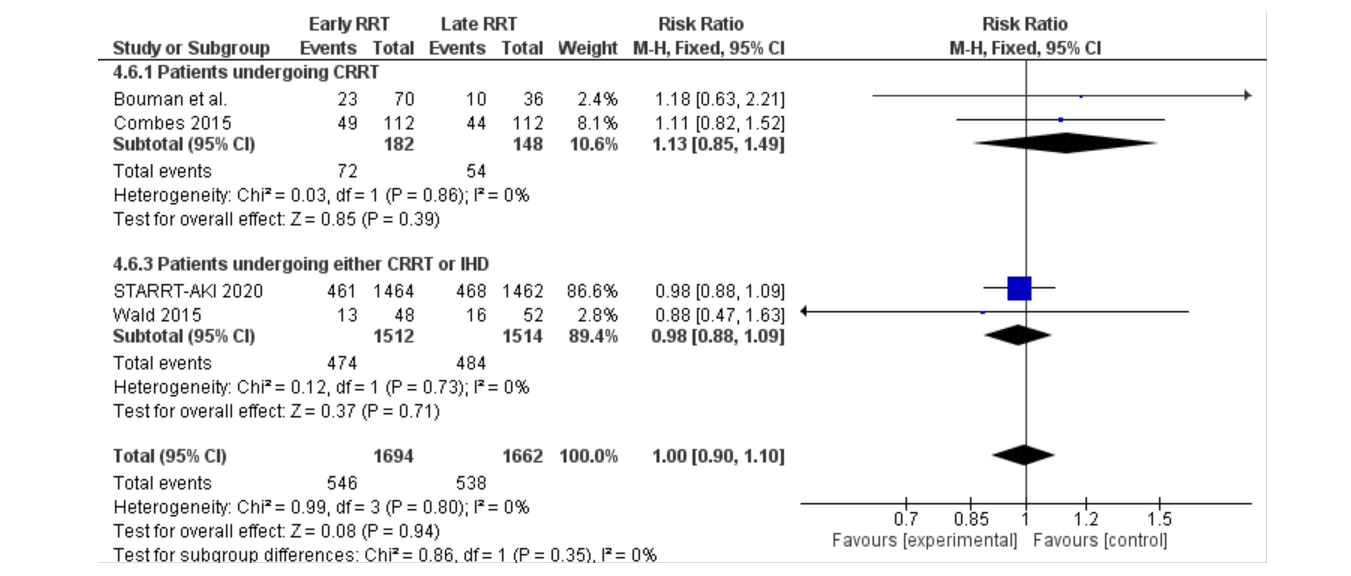 Early RRT Late RRT Risk Ratio Risk Ratio
Study or Subgroup Events Total Events Total Weight M-H, Fixed, 95% CI M-H, Fixed, 95% CI
4.6.1 Patients undergoing CRRT
Bouman et al. 23 70 10 36 2.4% 1.18 [0.63, 2.21]
Combes 2015 49 112 44 112 8.1% 1.11 [0.82, 1.52]
Subtotal (95% CI) 182 148 10.6% 1.13 [0.85, 1.49]
Total events 72 54
Heterogeneity: Chi² = 0.03, df = 1 (P = 0.86); I² = 0%
Test for overall effect: Z = 0.85 (P = 0.39)
4.6.3 Patients undergoing either CRRT or IHD
STARRT-AKI 2020 461 1464 468 1462 86.6% 0.98 [0.88, 1.09]
Wald 2015 13 48 16 52 2.8% 0.88 [0.47, 1.63]
Subtotal (95% CI) 1512 1514 89.4% 0.98 [0.88, 1.09]
Total events 474 484
Heterogeneity: Chi² = 0.12, df = 1 (P = 0.73); I² = 0%
Test for overall effect: Z = 0.37 (P = 0.71)
Total (95% CI) 1694 1662 100.0% 1.00 [0.90, 1.10]
Total events 546 538
Heterogeneity: Chi² = 0.99, df = 3 (P = 0.80); I² = 0%
Test for overall effect: Z = 0.08 (P = 0.94)
Test for subgroup differences: Chi² = 0.86, df = 1 (P = 0.35), I² = 0%
0.7 0.85 1 1.2 1.5
Favours [experimental] Favours [control]